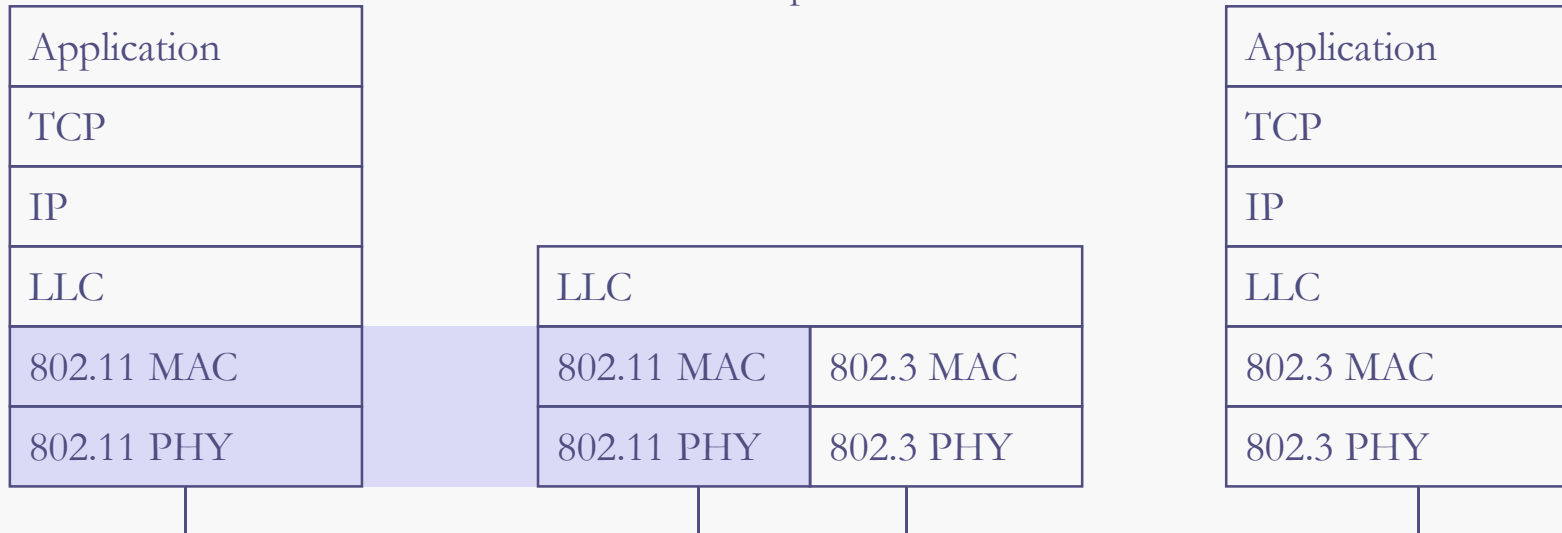 Application
TCP
IP
LLC
802.11 MAC
802.11 PHY
LLC
802.11 MAC
802.3 MAC
802.11 PHY
802.3 PHY
Application
TCP
IP
LLC
802.3 MAC
802.3 PHY